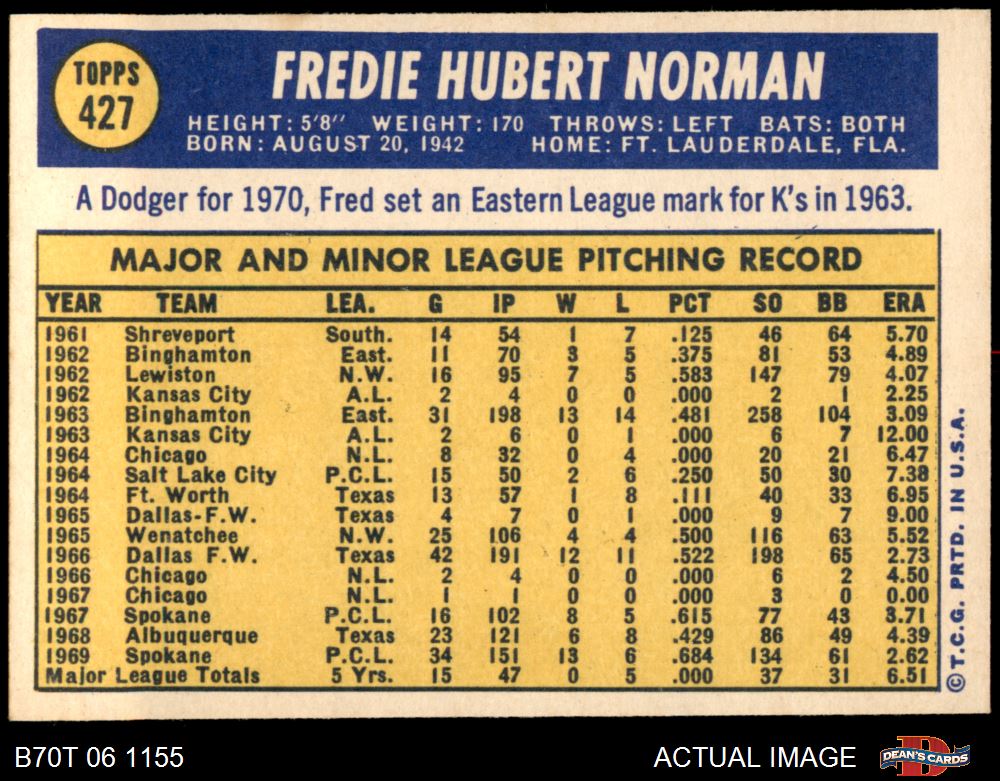 TOPPS
427
FREDIE HUBERT NORMAN
HEIGHT: 5'8'' WEIGHT: 170 THROWS: LEFT BATS: BOTH
BORN: AUGUST 20, 1942 HOME: FT. LAUDERDALE, FLA.
A Dodger for 1970, Fred set an Eastern League mark for K's in 1963.
MAJOR AND MINOR LEAGUE PITCHING RECORD
YEAR TEAM LEA. G IP W L PCT SO BB ERA
1961 Shreveport South. 14 54 1 7 .125 46 64 5.70
1962 Binghamton East. 11 70 3 5 .375 81 53 4.89
1962 Lewiston N.W. 16 95 7 5 .583 147 79 4.07
1962 Kansas City A.L. 2 4 0 0 .000 2 1 2.25
1963 Binghamton East. 31 198 13 14 .481 258 104 3.09
1963 Kansas City A.L. 2 6 0 1 .000 6 7 12.00
1964 Chicago N.L. 8 32 0 4 .000 20 21 6.47
1964 Salt Lake City P.C.L. 15 50 2 6 .250 50 30 7.38
1964 Ft. Worth Texas 13 57 1 8 .111 40 33 6.95
1965 Dallas-F.W. Texas 4 7 0 1 .000 9 7 9.00
1965 Wenatchee N.W. 25 106 4 4 .500 116 63 5.52
1966 Dallas F.W. Texas 42 191 12 11 .522 198 65 2.73
1966 Chicago N.L. 2 4 0 0 .000 6 2 4.50
1967 Chicago N.L. 1 1 0 0 .000 3 0 0.00
1967 Spokane P.C.L. 16 102 8 5 .615 77 43 3.71
1968 Albuquerque Texas 23 121 6 8 .429 86 49 4.39
1969 Spokane P.C.L. 34 151 13 6 .684 134 61 2.62
Major League Totals 5 Yrs. 15 47 0 5 .000 37 31 6.51
© T.C.G. PRTD. IN U.S.A.
B70T 06 1155 ACTUAL IMAGE
DEAN'S CARDS